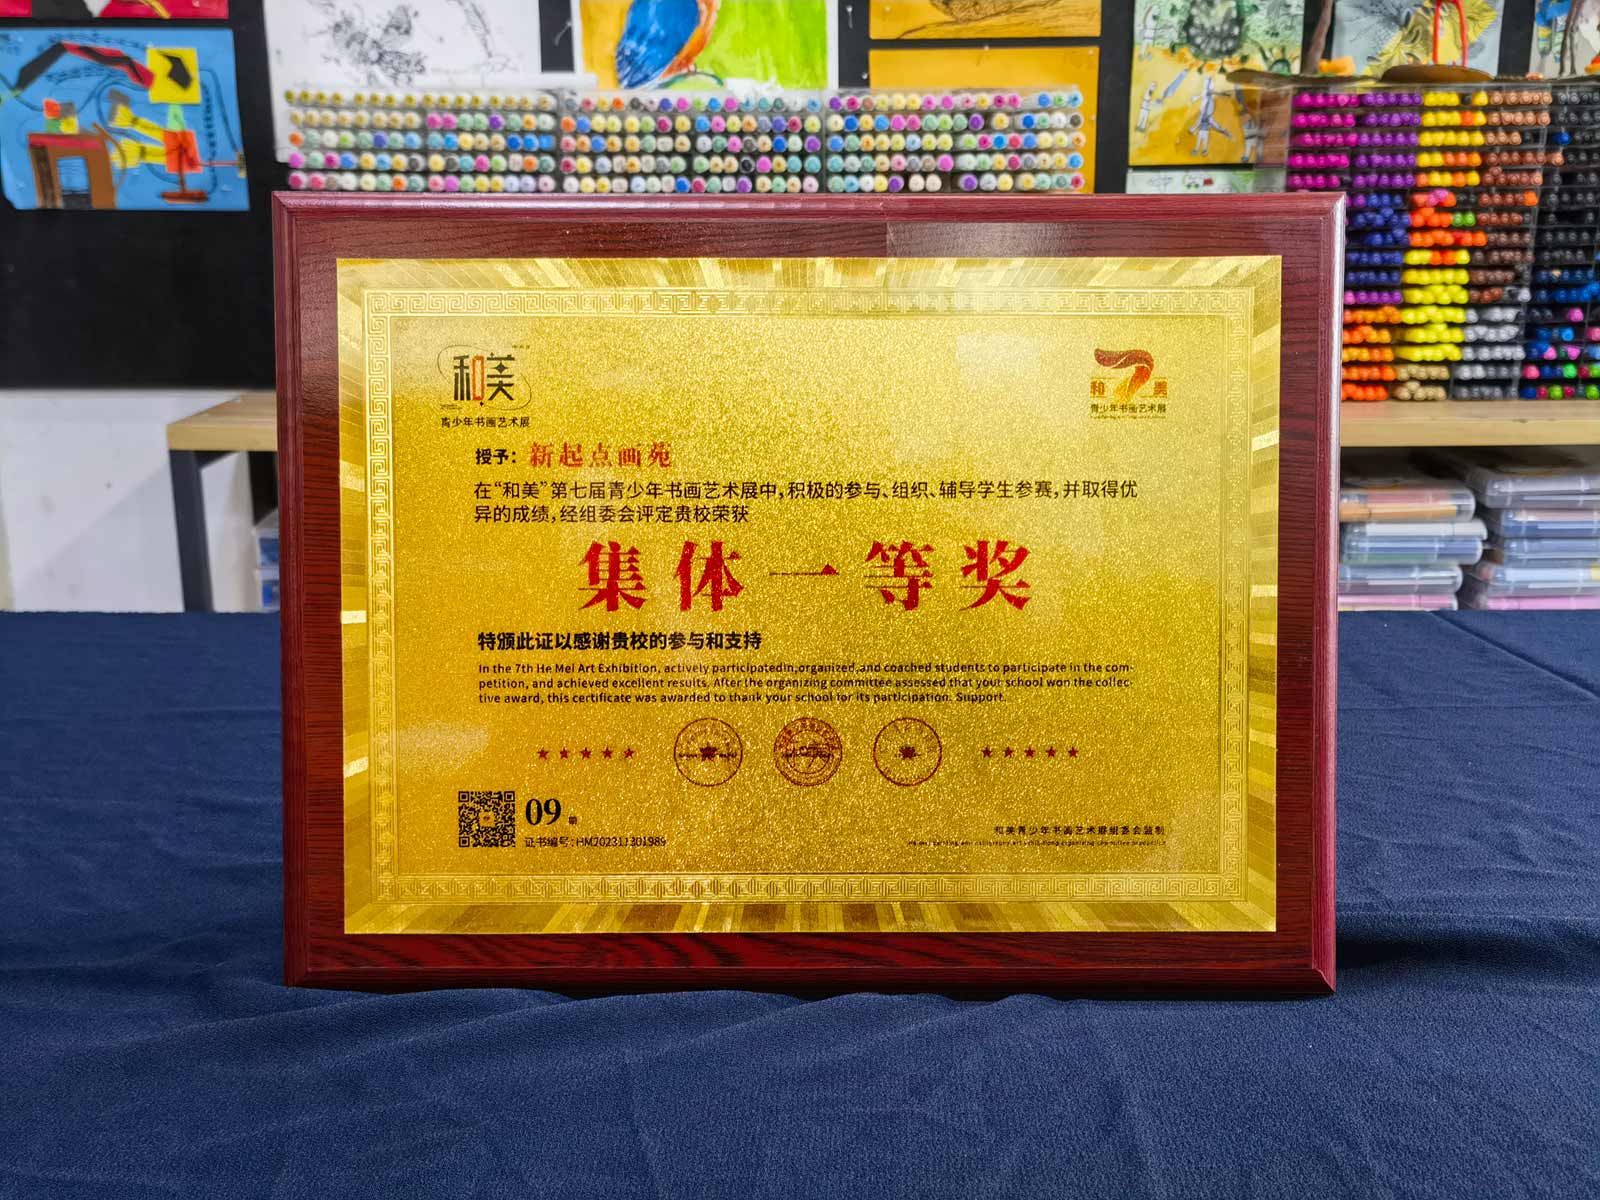 和美
青少年书画艺术展
和 7 美
青少年书画艺术展
授予：新起点画苑
在“和美”第七届青少年书画艺术展中，积极的参与、组织、辅导学生参赛，并取得优
异的成绩，经组委会评定贵校荣获
集体一等奖
特颁此证以感谢贵校的参与和支持
In the 7th He Mei Art Exhibition, actively participatedin,organized,and coached students to participate in the com-
petition, and achieved excellent results. After the organizing committee assessed that your school won the collec-
tive award, this certificate was awarded to thank your school for its participation. Support.
09
证书编号：HM202311301989
和美青少年书画艺术展组委会监制